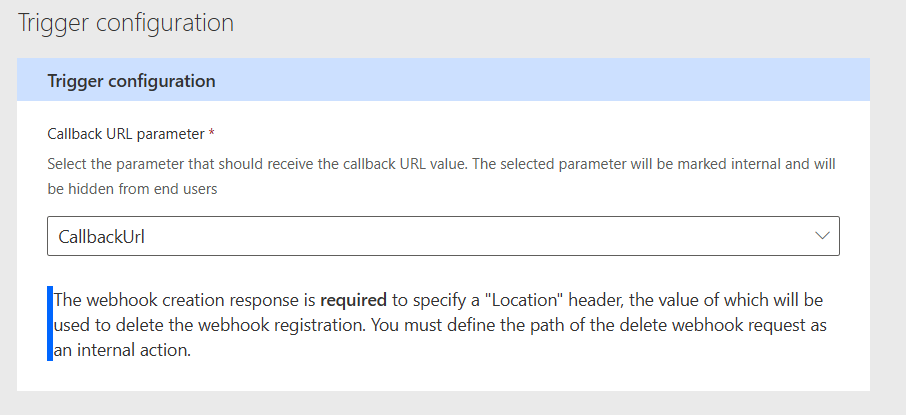 Trigger configuration
Trigger configuration
Callback URL parameter *
Select the parameter that should receive the callback URL value. The selected parameter will be marked internal and will
be hidden from end users
CallbackUrl
The webhook creation response is required to specify a "Location" header, the value of which will be
used to delete the webhook registration. You must define the path of the delete webhook request as
an internal action.